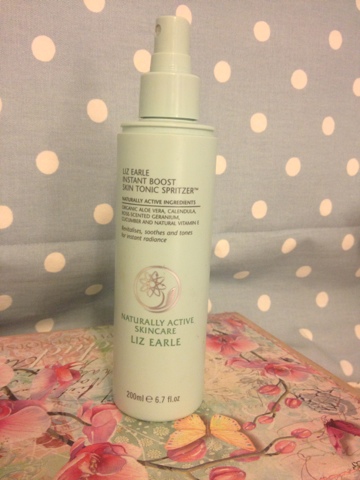 LIZ EARLE
INSTANT BOOST
SKIN TONIC SPRITZER™
NATURALLY ACTIVE INGREDIENTS
ORGANIC ALOE VERA, CALENDULA,
ROSE-SCENTED GERANIUM,
CUCUMBER AND NATURAL VITAMIN E
Revitalises, soothes and tones
for instant radiance
NATURALLY ACTIVE
SKINCARE
LIZ EARLE
200ml ℮ 6.7 fl.oz